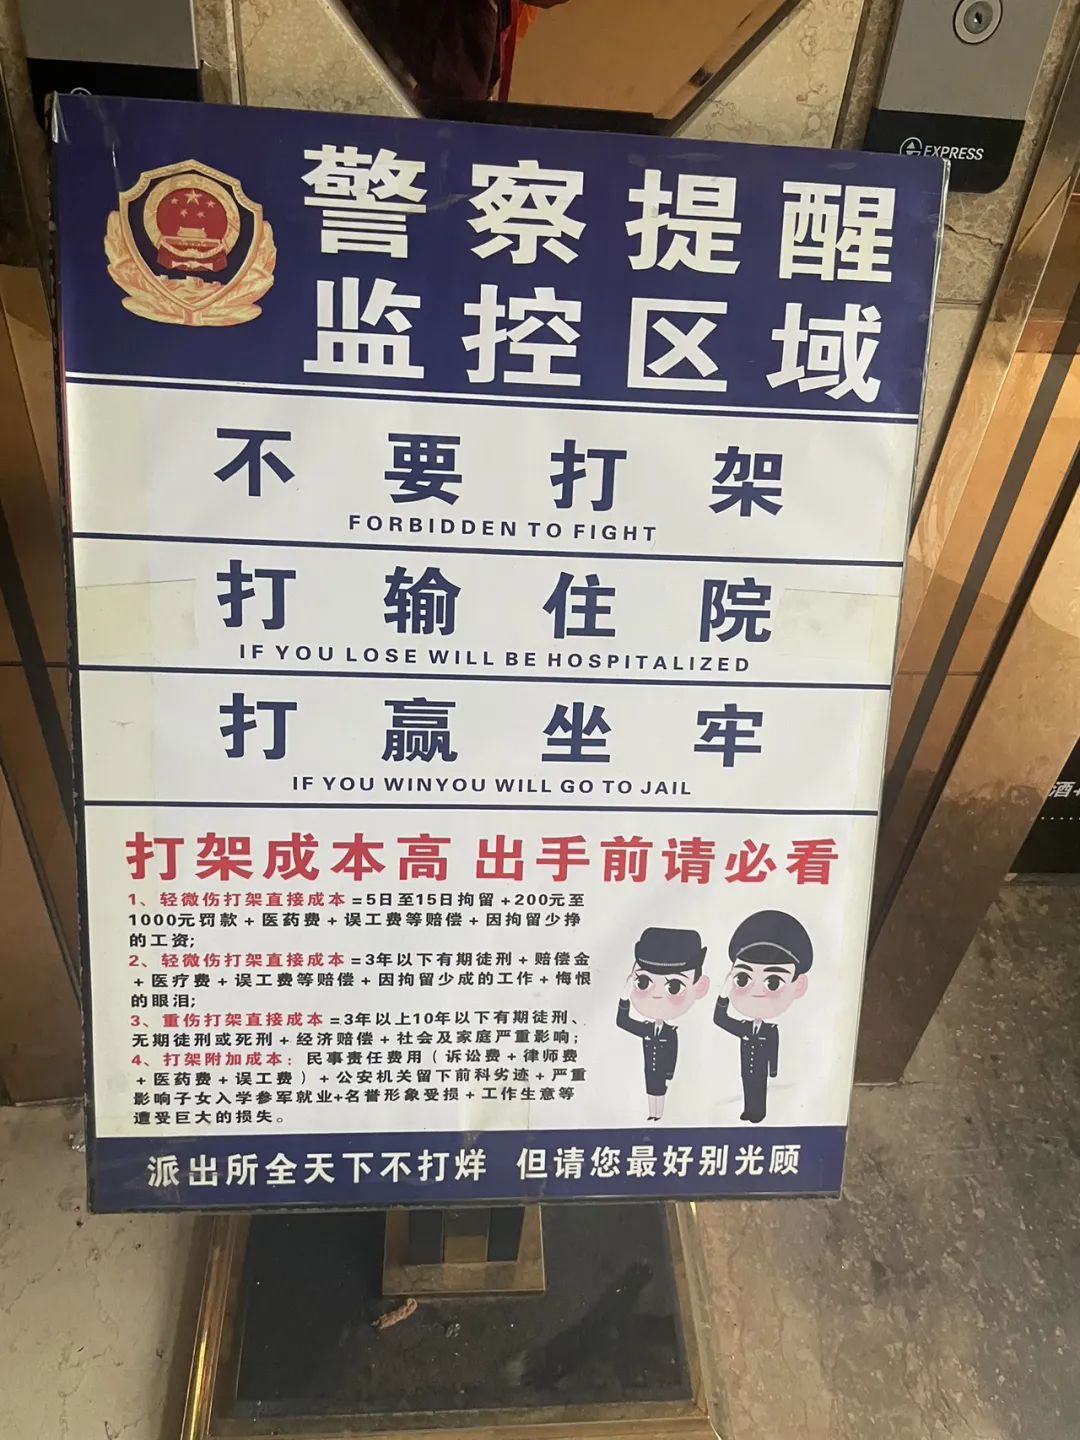 EXPRESS
警察提醒
监控区域
不要打架
FORBIDDEN TO FIGHT
打输住院
IF YOU LOSE WILL BE HOSPITALIZED
打赢坐牢
IF YOU WINYOU WILL GO TO JAIL
打架成本高 出手前请必看
1、轻微伤打架直接成本=5日至15日拘留+200元至
1000元罚款+医药费+误工费等赔偿+因拘留少挣
的工资;
2、轻微伤打架直接成本=3年以下有期徒刑+赔偿金
+医疗费+误工费等赔偿+因拘留少成的工作+悔恨
的眼泪;
3、重伤打架直接成本=3年以上10年以下有期徒刑、
无期徒刑或死刑+经济赔偿+社会及家庭严重影响;
4、打架附加成本：民事责任费用（诉讼费+律师费
+医药费+误工费）+公安机关留下前科劣迹+严重
影响子女入学参军就业+名誉形象受损+工作生意等
遭受巨大的损失。
派出所全天下不打烊 但请您最好别光顾
酒